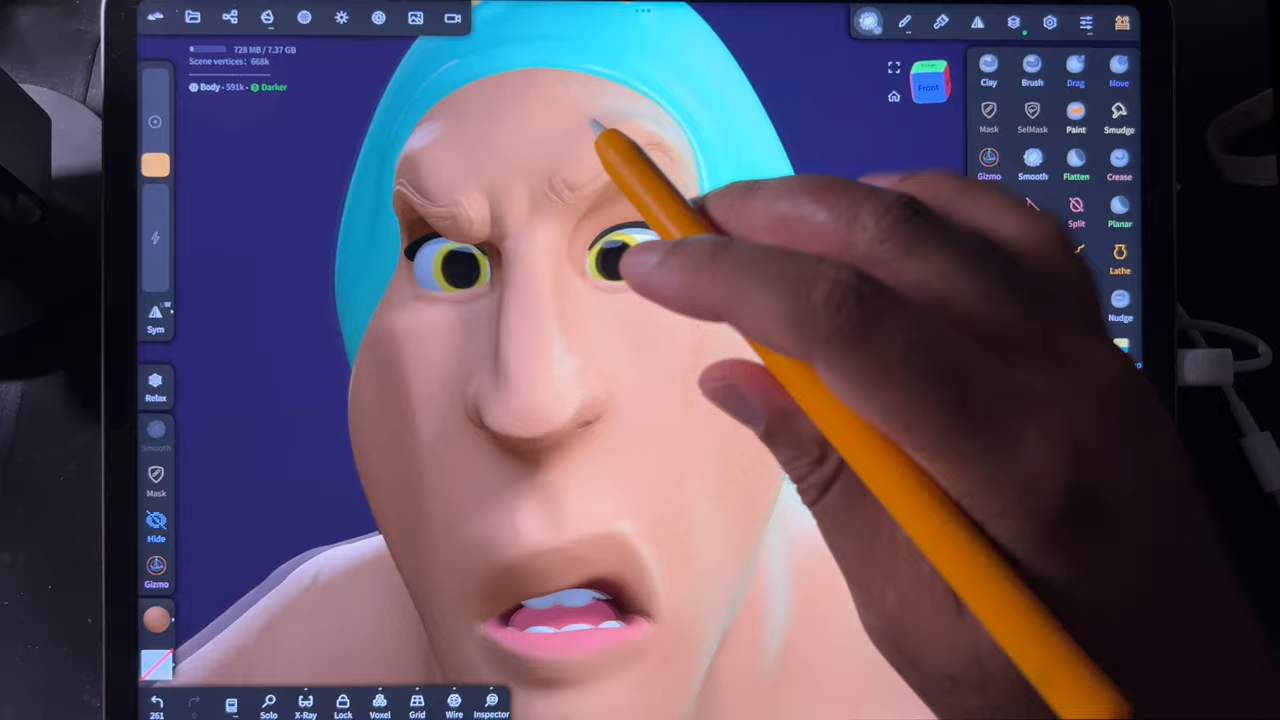 728 MB / 7.37 GB
Scene vertices: 668k
Body • 591k • Darker
Front
Clay
Brush
Drag
Move
Mask
SelMask
Paint
Smudge
Gizmo
Smooth
Flatten
Crease
Split
Planar
Lathe
Nudge
Sym
Relax
Smooth
Mask
Hide
Gizmo
261
Solo
X-Ray
Lock
Voxel
Grid
Wire
Inspector